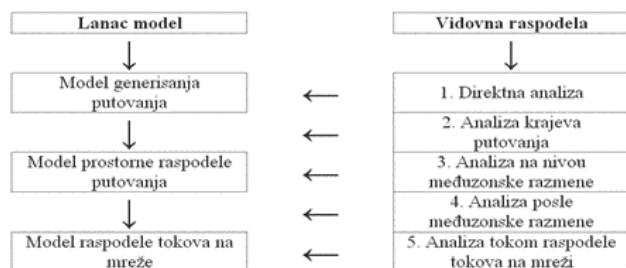 Lanac model
Model generisanja
putovanja
Model prostorne raspodele
putovanja
Model raspodele tokova na
mreže
Vidovna raspodela
1. Direktna analiza
2. Analiza krajeva
putovanja
3. Analiza na nivou
međuzonske razmene
4. Analiza posle
međuzonske razmene
5. Analiza tokom raspodele
tokova na mreži